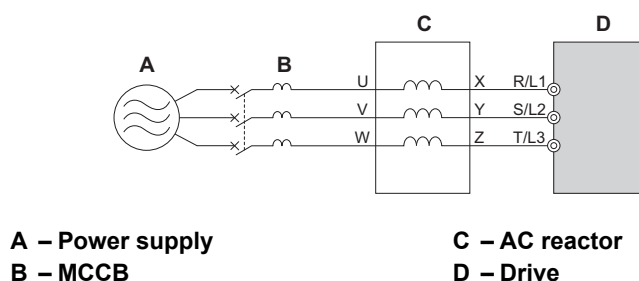 C D
A B
U X R/L1
V Y S/L2
W Z T/L3
A – Power supply C – AC reactor
B – MCCB D – Drive